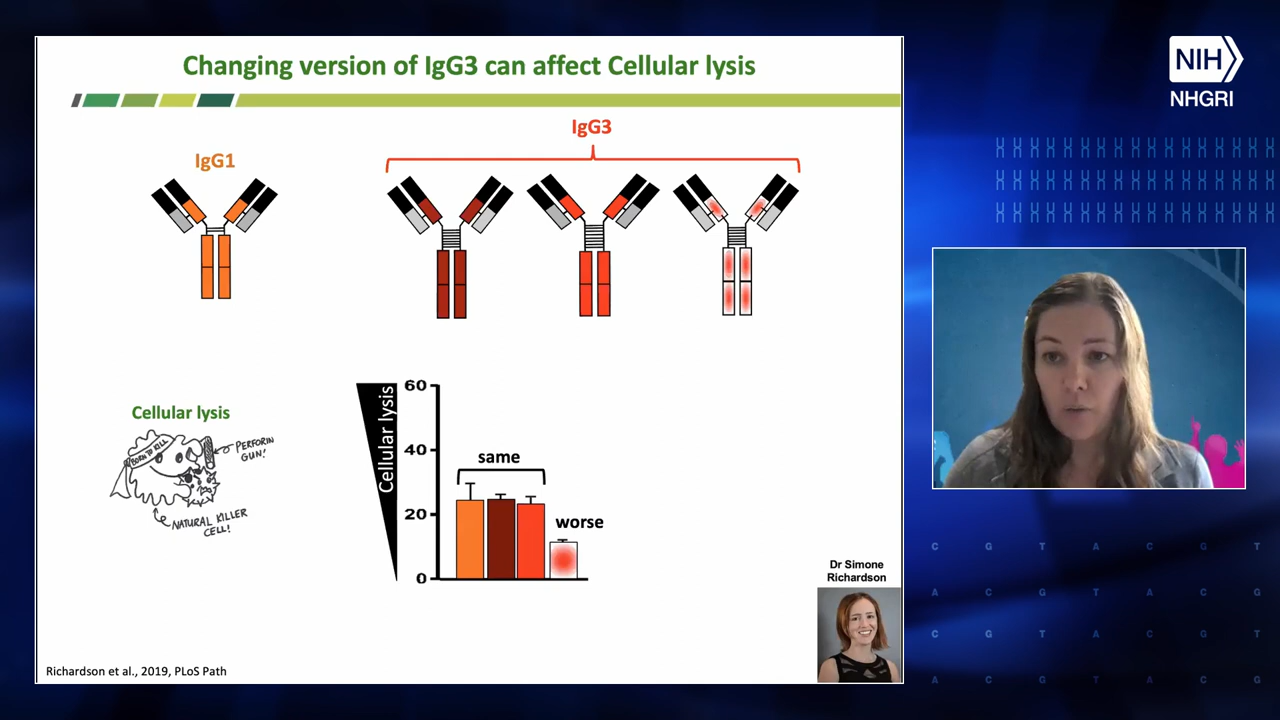 Changing version of IgG3 can affect Cellular lysis
NIH
NHGRI
IgG1
IgG3
Cellular lysis
BORN TO KILL
PERFORIN
GUN!
NATURAL KILLER
CELL!
Cellular lysis
60
40
20
0
same
worse
Dr Simone
Richardson
Richardson et al., 2019, PLoS Path
C G T A C G T
A C G T A C G
C G T A C G T
A C G T A C G